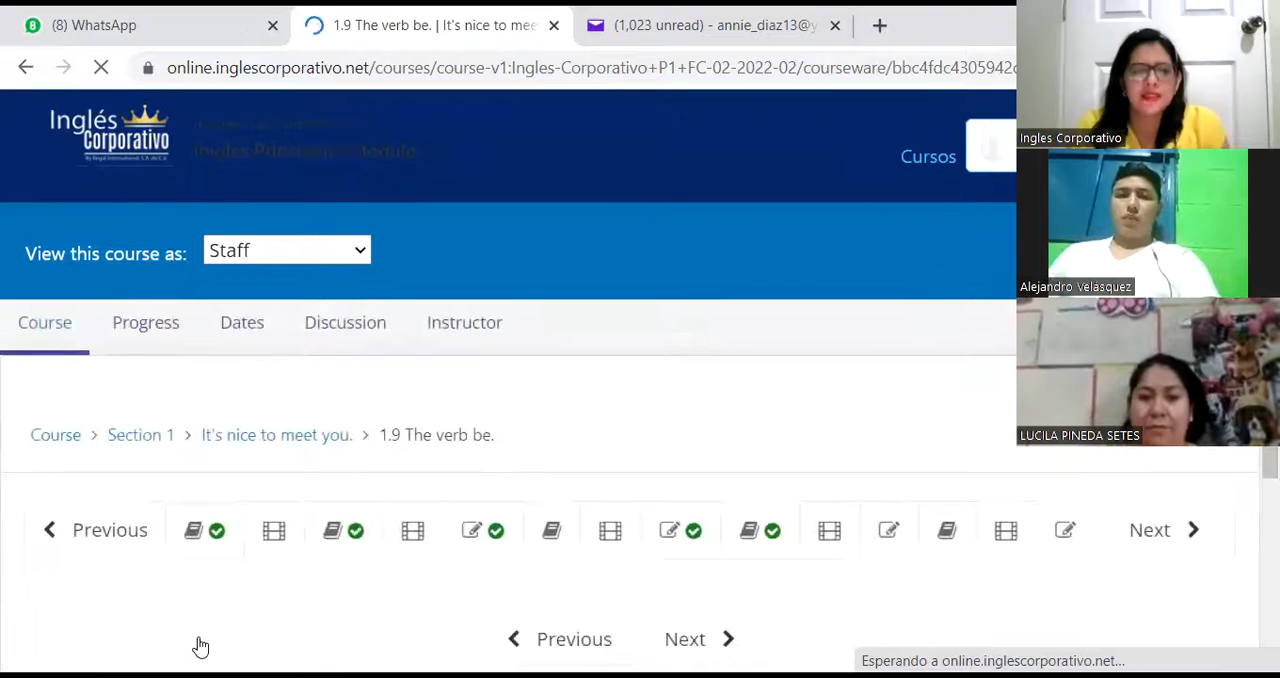 (8) WhatsApp
1.9 The verb be. | It's nice to mee
(1,023 unread) - annie_diaz13@y
online.inglescorporativo.net/courses/course-v1:Ingles-Corporativo+P1+FC-02-2022-02/courseware/bbc4fdc4305942c
Inglés
Corporativo
Cursos
View this course as:
Staff
Course
Progress
Dates
Discussion
Instructor
Course > Section 1 > It's nice to meet you. > 1.9 The verb be.
Previous
Next
Previous
Next
Esperando a online.inglescorporativo.net...
Ingles Corporativo
Alejandro Velásquez
LUCILA PINEDA SETES